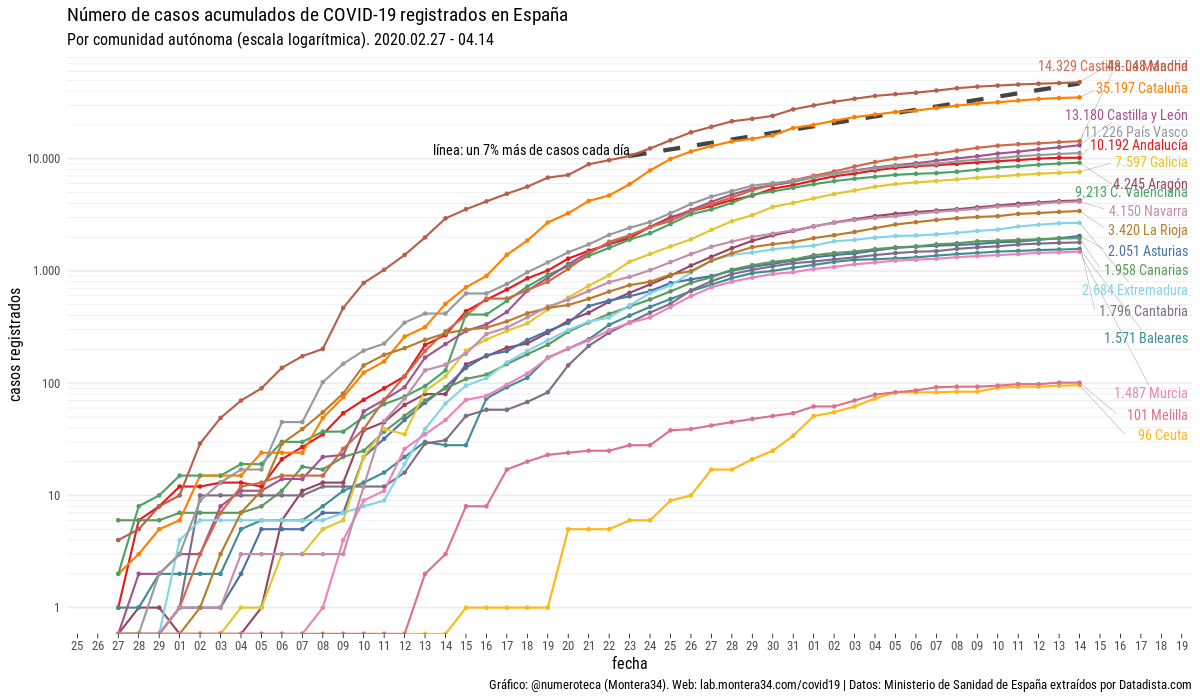 Número de casos acumulados de COVID-19 registrados en España
Por comunidad autónoma (escala logarítmica). 2020.02.27 - 04.14
14.329 Castilla-La Mancha
48.048 Madrid
35.197 Cataluña
13.180 Castilla y León
11.226 País Vasco
línea: un 7% más de casos cada día
10.192 Andalucía
7.597 Galicia
4.245 Aragón
9.213 C. Valenciana
4.150 Navarra
3.420 La Rioja
2.051 Asturias
1.958 Canarias
2.684 Extremadura
1.796 Cantabria
1.571 Baleares
1.487 Murcia
101 Melilla
96 Ceuta
10.000
1.000
100
10
1
casos registrados
25 26 27 28 29 01 02 03 04 05 06 07 08 09 10 11 12 13 14 15 16 17 18 19 20 21 22 23 24 25 26 27 28 29 30 31 01 02 03 04 05 06 07 08 09 10 11 12 13 14 15 16 17 18 19
fecha
Gráfico: @numeroteca (Montera34). Web: lab.montera34.com/covid19 | Datos: Ministerio de Sanidad de España extraídos por Datadista.com